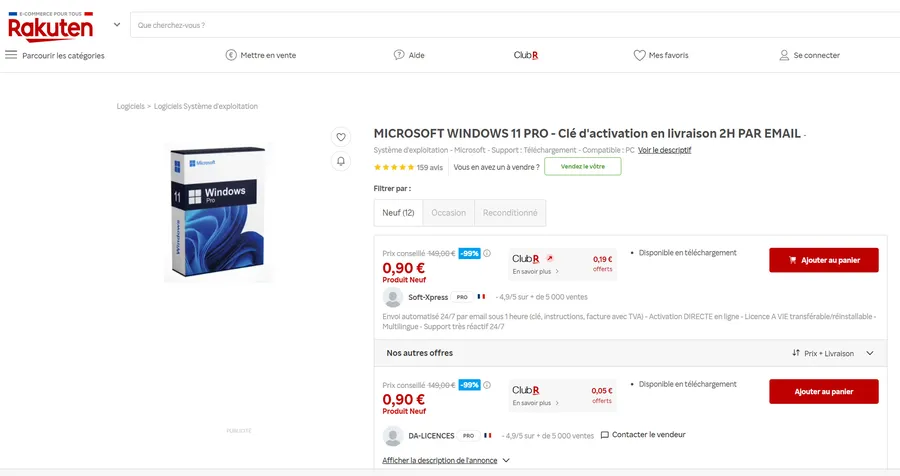 E-COMMERCE POUR TOUS
Rakuten
Que cherchez-vous ?
Parcourir les catégories
Mettre en vente
Aide
Club R
Mes favoris
Se connecter
Logiciels > Logiciels Système d'exploitation
MICROSOFT WINDOWS 11 PRO - Clé d'activation en livraison 2H PAR EMAIL -
Système d'exploitation - Microsoft - Support : Téléchargement - Compatible : PC Voir le descriptif
159 avis
Vous en avez un à vendre ?
Vendez le vôtre
Filtrer par :
Neuf (12)
Occasion
Reconditionné
Microsoft
11
Windows
Pro
Windows
Prix conseillé 149,00 € -99%
0,90 €
Produit Neuf
Club R
En savoir plus >
0,19 €
offerts
• Disponible en téléchargement
Ajouter au panier
Soft-Xpress PRO - 4,9/5 sur + de 5 000 ventes
Envoi automatisé 24/7 par email sous 1 heure (clé, instructions, facture avec TVA) - Activation DIRECTE en ligne - Licence A VIE transférable/réinstallable -
Multilingue - Support très réactif 24/7
Nos autres offres
Prix + Livraison
Prix conseillé 149,00 € -99%
0,90 €
Produit Neuf
Club R
En savoir plus >
0,05 €
offerts
• Disponible en téléchargement
Ajouter au panier
DA-LICENCES PRO - 4,9/5 sur + de 5 000 ventes
Contacter le vendeur
PUBLICITÉ
Afficher la description de l'annonce